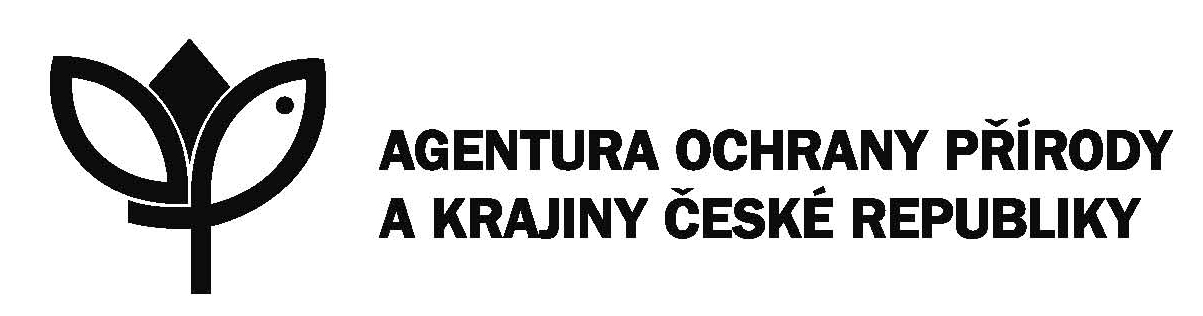 AGENTURA OCHRANY PŘÍRODY
A KRAJINY ČESKÉ REPUBLIKY